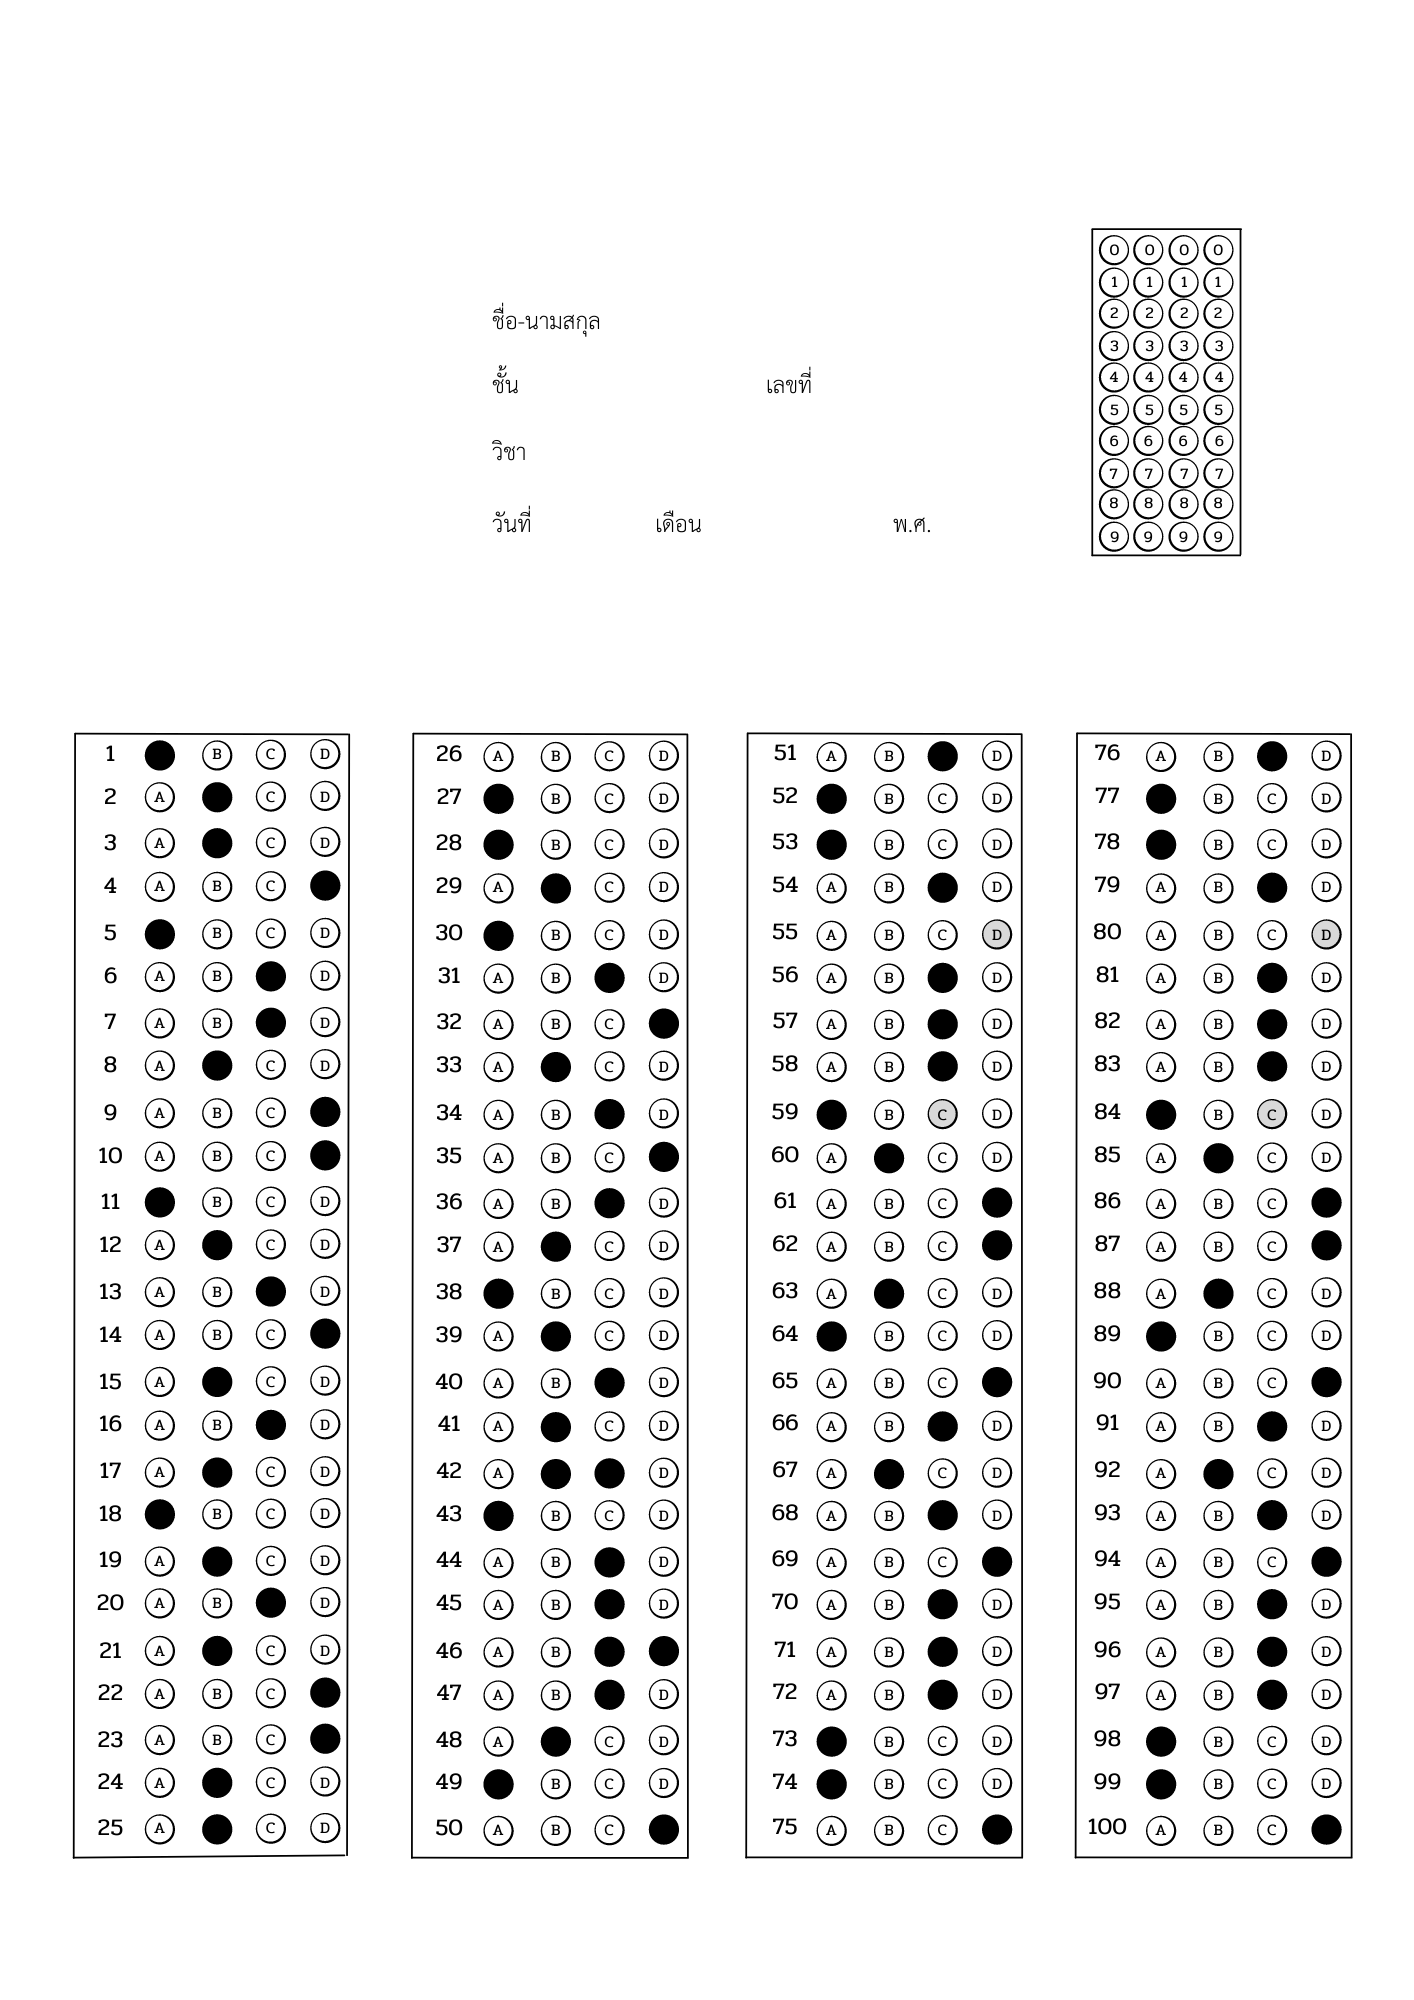 0 0 0 0
1 1 1 1
ชื่อ-นามสกุล
2 2 2 2
3 3 3 3
ชั้น เลขที่
4 4 4 4
5 5 5 5
วิชา
6 6 6 6
7 7 7 7
8 8 8 8
วันที่ เดือน พ.ศ.
9 9 9 9
1 B C D
2 A C D
3 A C D
4 A B C
5 B C D
6 A B D
7 A B D
8 A C D
9 A B C
10 A B C
11 B C D
12 A C D
13 A B D
14 A B C
15 A C D
16 A B D
17 A C D
18 B C D
19 A C D
20 A B D
21 A C D
22 A B C
23 A B C
24 A C D
25 A C D
26 A B C D
27 B C D
28 B C D
29 A C D
30 B C D
31 A B D
32 A B C
33 A C D
34 A B D
35 A B C
36 A B D
37 A C D
38 B C D
39 A C D
40 A B D
41 A C D
42 A D
43 B C D
44 A B D
45 A B D
46 A B
47 A B D
48 A C D
49 B C D
50 A B C
51 A B D
52 B C D
53 B C D
54 A B D
55 A B C D
56 A B D
57 A B D
58 A B D
59 B C D
60 A C D
61 A B C
62 A B C
63 A C D
64 B C D
65 A B C
66 A B D
67 A C D
68 A B D
69 A B C
70 A B D
71 A B D
72 A B D
73 B C D
74 B C D
75 A B C
76 A B D
77 B C D
78 B C D
79 A B D
80 A B C D
81 A B D
82 A B D
83 A B D
84 B C D
85 A C D
86 A B C
87 A B C
88 A C D
89 B C D
90 A B C
91 A B D
92 A C D
93 A B D
94 A B C
95 A B D
96 A B D
97 A B D
98 B C D
99 B C D
100 A B C